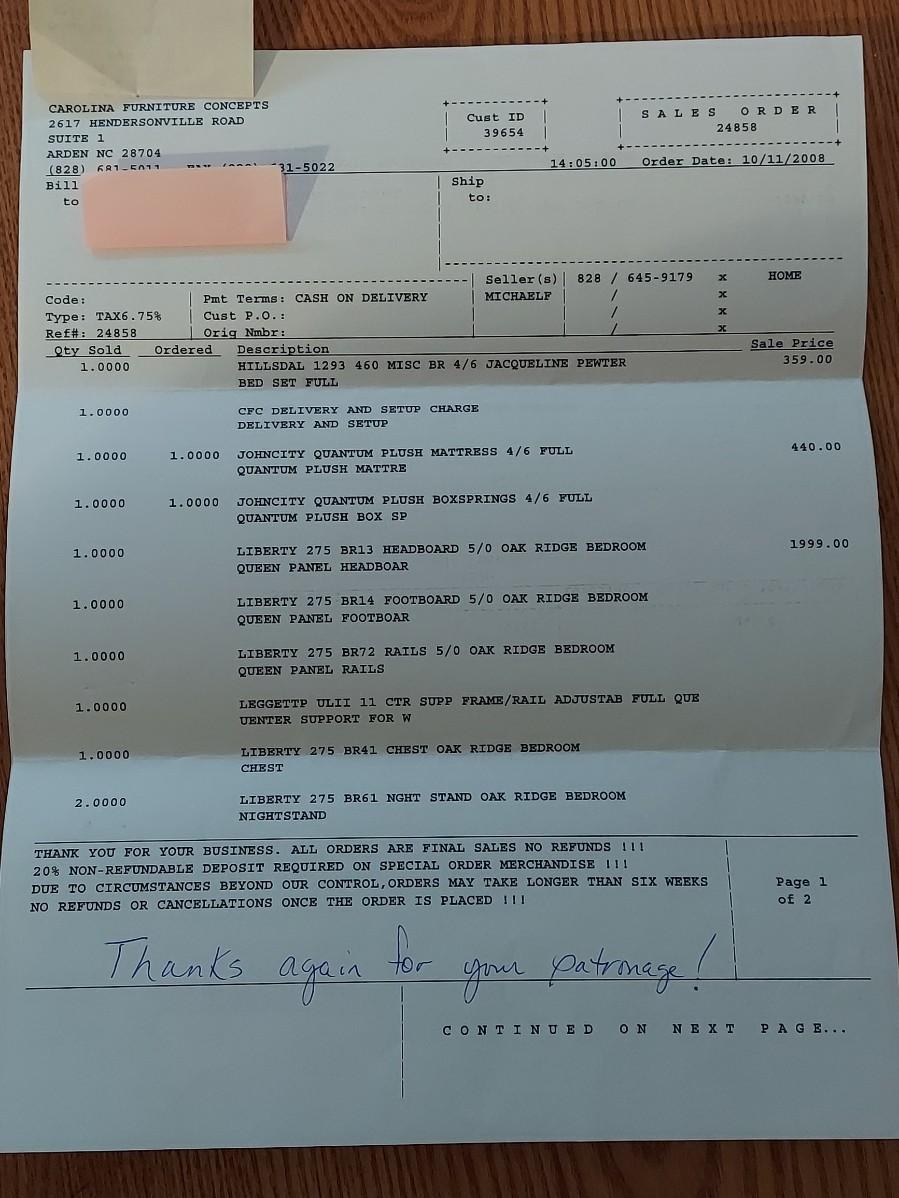 CAROLINA FURNITURE CONCEPTS
2617 HENDERSONVILLE ROAD
SUITE 1
ARDEN NC 28704
(828) 681-5011 FAX 31-5022
Cust ID
39654
SALES ORDER
24858
14:05:00 Order Date: 10/11/2008
Bill
to
Ship
to:
Seller(s) 828 / 645-9179 x HOME
Code: Pmt Terms: CASH ON DELIVERY MICHAELF / x
Type: TAX6.75% Cust P.O.: / x
Ref#: 24858 Orig Nmbr: / x
Qty Sold Ordered Description Sale Price
1.0000 HILLSDAL 1293 460 MISC BR 4/6 JACQUELINE PEWTER 359.00
BED SET FULL
1.0000 CFC DELIVERY AND SETUP CHARGE
DELIVERY AND SETUP
1.0000 1.0000 JOHNCITY QUANTUM PLUSH MATTRESS 4/6 FULL 440.00
QUANTUM PLUSH MATTRE
1.0000 1.0000 JOHNCITY QUANTUM PLUSH BOXSPRINGS 4/6 FULL
QUANTUM PLUSH BOX SP
1.0000 LIBERTY 275 BR13 HEADBOARD 5/0 OAK RIDGE BEDROOM 1999.00
QUEEN PANEL HEADBOAR
1.0000 LIBERTY 275 BR14 FOOTBOARD 5/0 OAK RIDGE BEDROOM
QUEEN PANEL FOOTBOAR
1.0000 LIBERTY 275 BR72 RAILS 5/0 OAK RIDGE BEDROOM
QUEEN PANEL RAILS
1.0000 LEGGETTP ULII 11 CTR SUPP FRAME/RAIL ADJUSTAB FULL QUE
UENTER SUPPORT FOR W
1.0000 LIBERTY 275 BR41 CHEST OAK RIDGE BEDROOM
CHEST
2.0000 LIBERTY 275 BR61 NGHT STAND OAK RIDGE BEDROOM
NIGHTSTAND
THANK YOU FOR YOUR BUSINESS. ALL ORDERS ARE FINAL SALES NO REFUNDS !!!
20% NON-REFUNDABLE DEPOSIT REQUIRED ON SPECIAL ORDER MERCHANDISE !!!
DUE TO CIRCUMSTANCES BEYOND OUR CONTROL,ORDERS MAY TAKE LONGER THAN SIX WEEKS
NO REFUNDS OR CANCELLATIONS ONCE THE ORDER IS PLACED !!!
Page 1
of 2
Thanks again for your patronage!
CONTINUED ON NEXT PAGE...